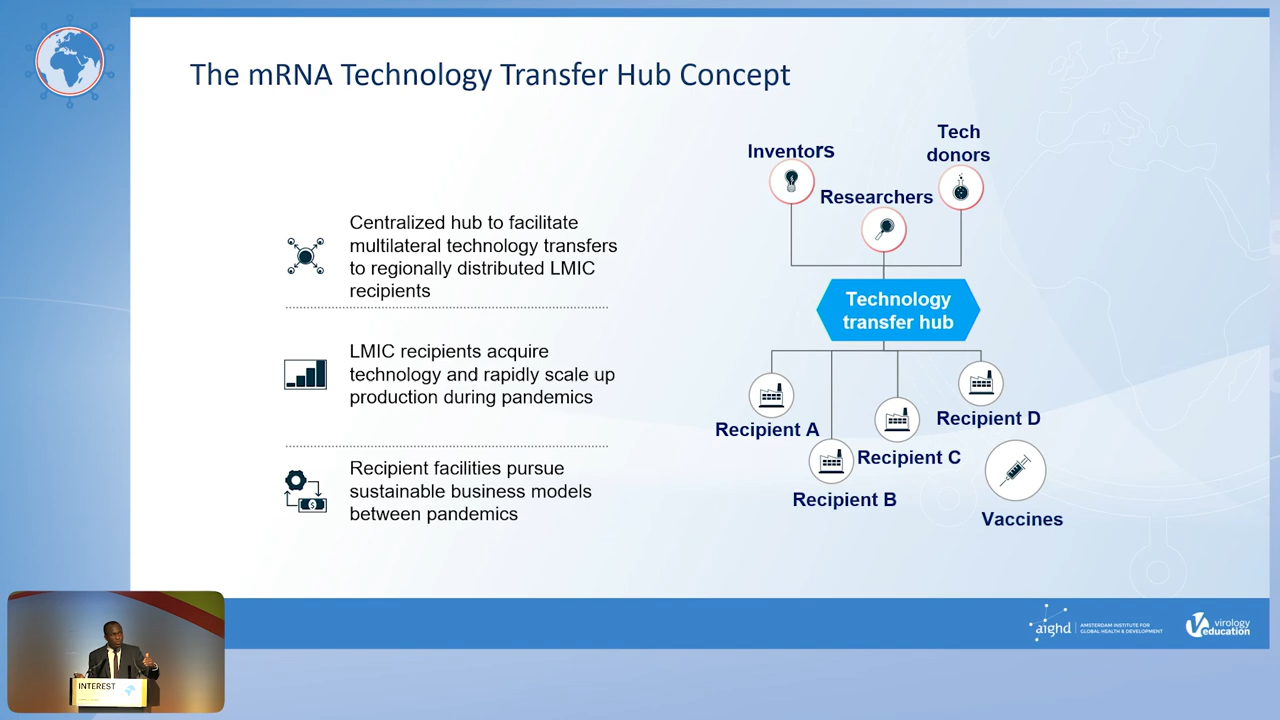 The mRNA Technology Transfer Hub Concept
Centralized hub to facilitate
multilateral technology transfers
to regionally distributed LMIC
recipients
LMIC recipients acquire
technology and rapidly scale up
production during pandemics
Recipient facilities pursue
sustainable business models
between pandemics
Inventors
Tech
donors
Researchers
Technology
transfer hub
Recipient A
Recipient D
Recipient C
Recipient B
Vaccines
INTEREST
aighd
AMSTERDAM INSTITUTE FOR
GLOBAL HEALTH & DEVELOPMENT
virology
education